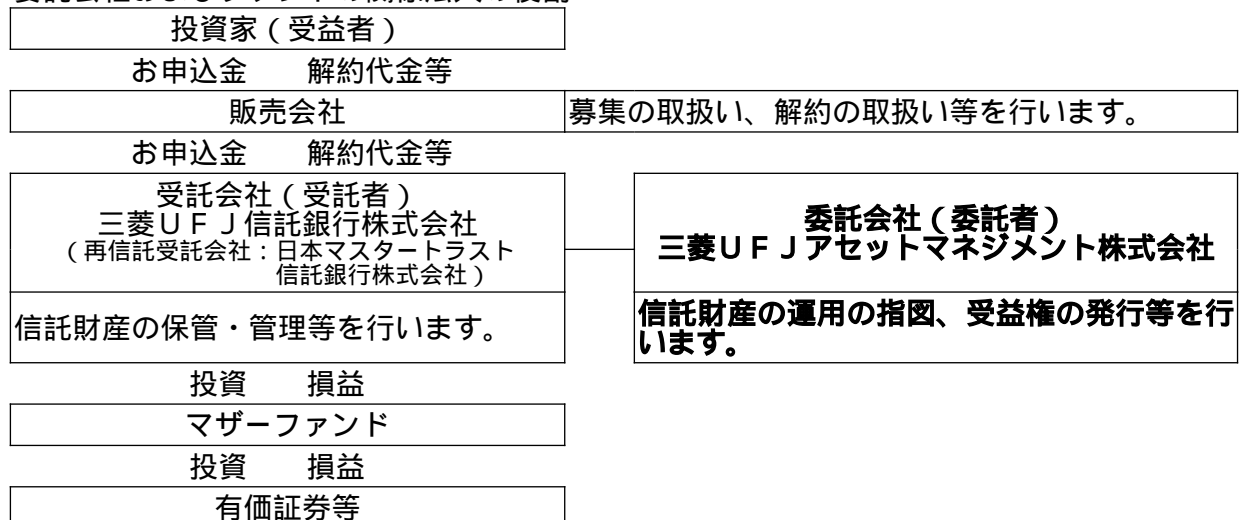 投資家（受益者）
お申込金　　解約代金等
販売会社
募集の取扱い、解約の取扱い等を行います。
お申込金　　解約代金等
受託会社（受託者）
三菱ＵＦＪ信託銀行株式会社
（再信託受託会社：日本マスタートラスト
信託銀行株式会社）
委託会社（委託者）
三菱ＵＦＪアセットマネジメント株式会社
信託財産の保管・管理等を行います。
信託財産の運用の指図、受益権の発行等を行
います。
投資　　損益
マザーファンド
投資　　損益
有価証券等